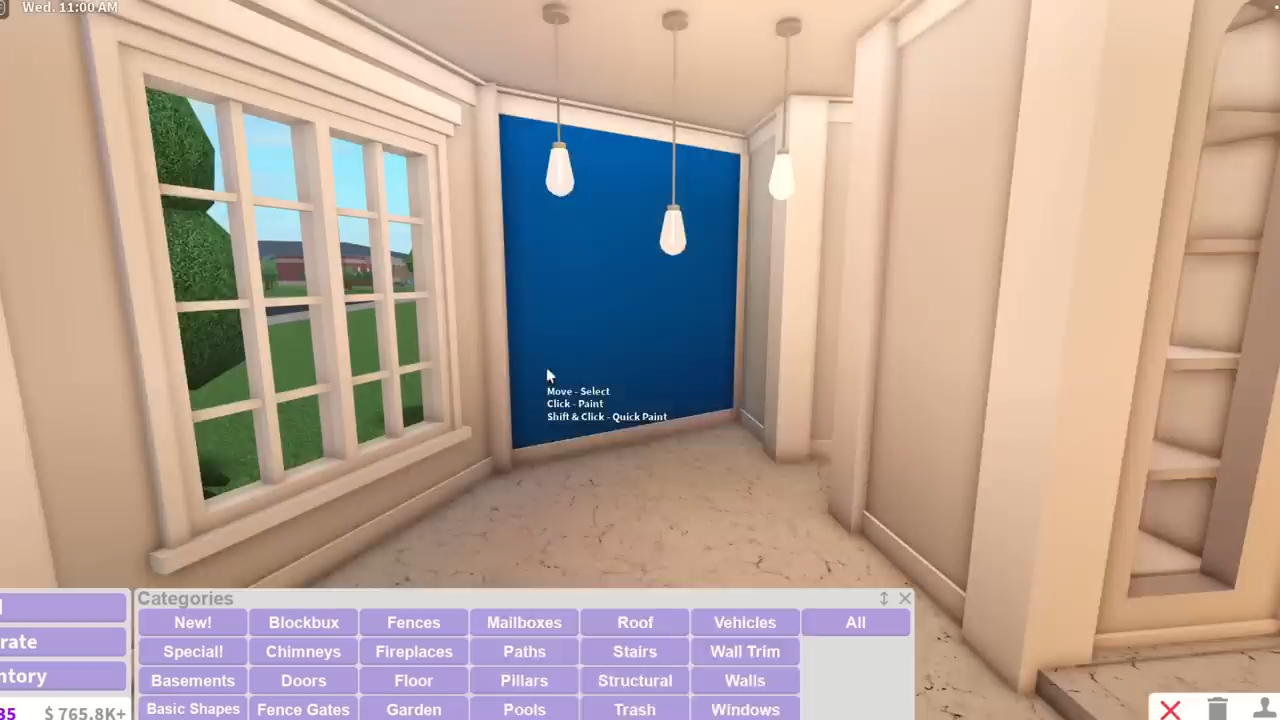 Wed. 11:00 AM
Move - Select
Click - Paint
Shift & Click - Quick Paint
Categories
New! Blockbux Fences Mailboxes Roof Vehicles All
Special! Chimneys Fireplaces Paths Stairs Wall Trim
rate
Basements Doors Floor Pillars Structural Walls
ntory
Basic Shapes Fence Gates Garden Pools Trash Windows
35 $ 765.8K+